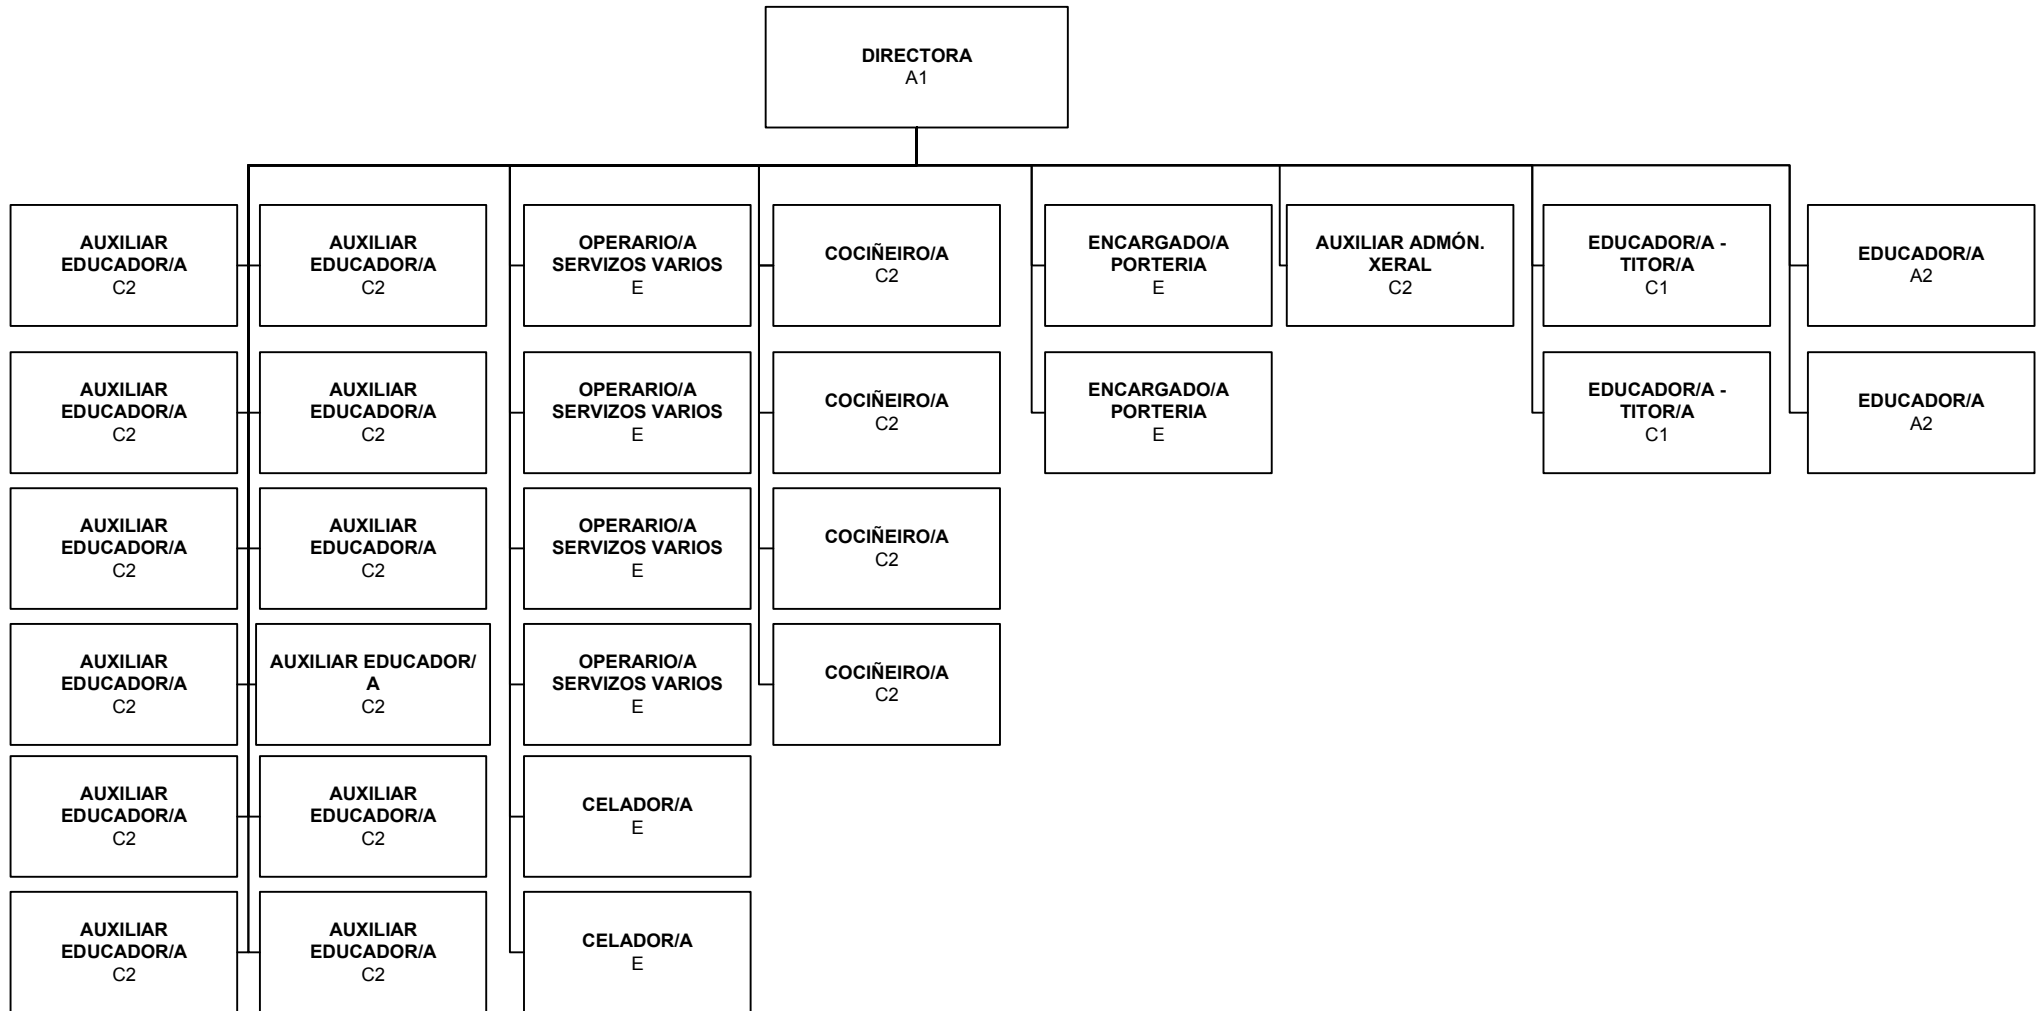 DIRECTORA
A1
AUXILIAR
EDUCADOR/A
C2
AUXILIAR
EDUCADOR/A
C2
OPERARIO/A
SERVIZOS VARIOS
E
COCIÑEIRO/A
C2
ENCARGADO/A
PORTERIA
E
AUXILIAR ADMÓN.
XERAL
C2
EDUCADOR/A -
TITOR/A
C1
EDUCADOR/A
A2
AUXILIAR
EDUCADOR/A
C2
AUXILIAR
EDUCADOR/A
C2
OPERARIO/A
SERVIZOS VARIOS
E
COCIÑEIRO/A
C2
ENCARGADO/A
PORTERIA
E
EDUCADOR/A -
TITOR/A
C1
EDUCADOR/A
A2
AUXILIAR
EDUCADOR/A
C2
AUXILIAR
EDUCADOR/A
C2
OPERARIO/A
SERVIZOS VARIOS
E
COCIÑEIRO/A
C2
AUXILIAR
EDUCADOR/A
C2
AUXILIAR EDUCADOR/
A
C2
OPERARIO/A
SERVIZOS VARIOS
E
COCIÑEIRO/A
C2
AUXILIAR
EDUCADOR/A
C2
AUXILIAR
EDUCADOR/A
C2
CELADOR/A
E
AUXILIAR
EDUCADOR/A
C2
AUXILIAR
EDUCADOR/A
C2
CELADOR/A
E